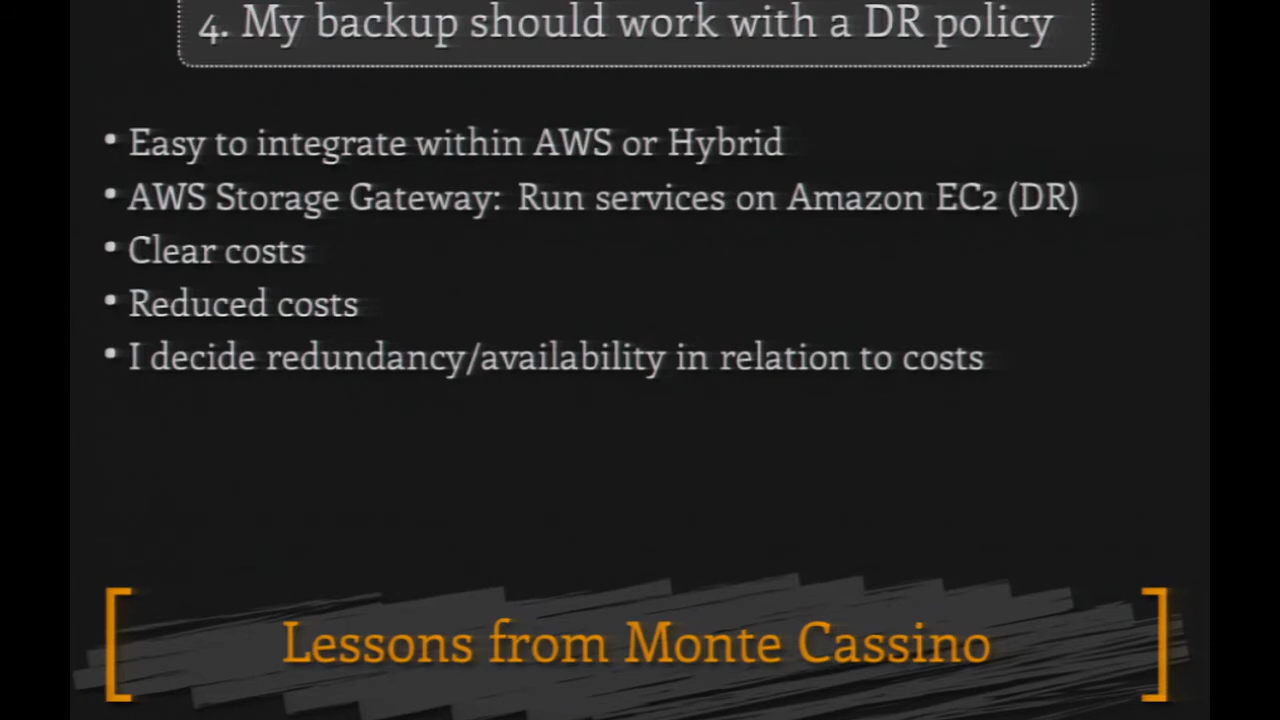 4. My backup should work with a DR policy
• Easy to integrate within AWS or Hybrid
• AWS Storage Gateway: Run services on Amazon EC2 (DR)
• Clear costs
• Reduced costs
• I decide redundancy/availability in relation to costs
[ Lessons from Monte Cassino ]